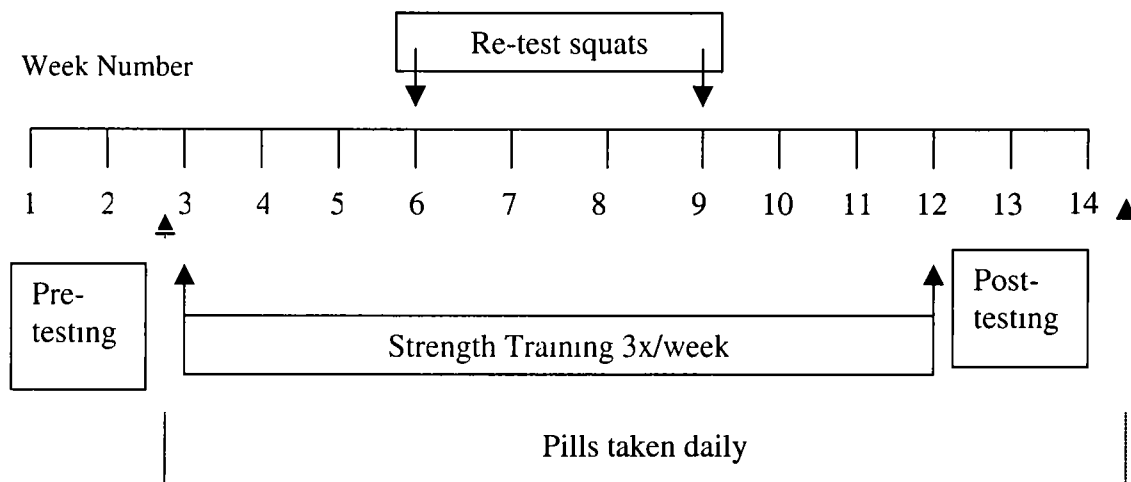 Re-test squats
Week Number
1 2 3 4 5 6 7 8 9 10 11 12 13 14
Pre-
testing
Strength Training 3x/week
Post-
testing
Pills taken daily